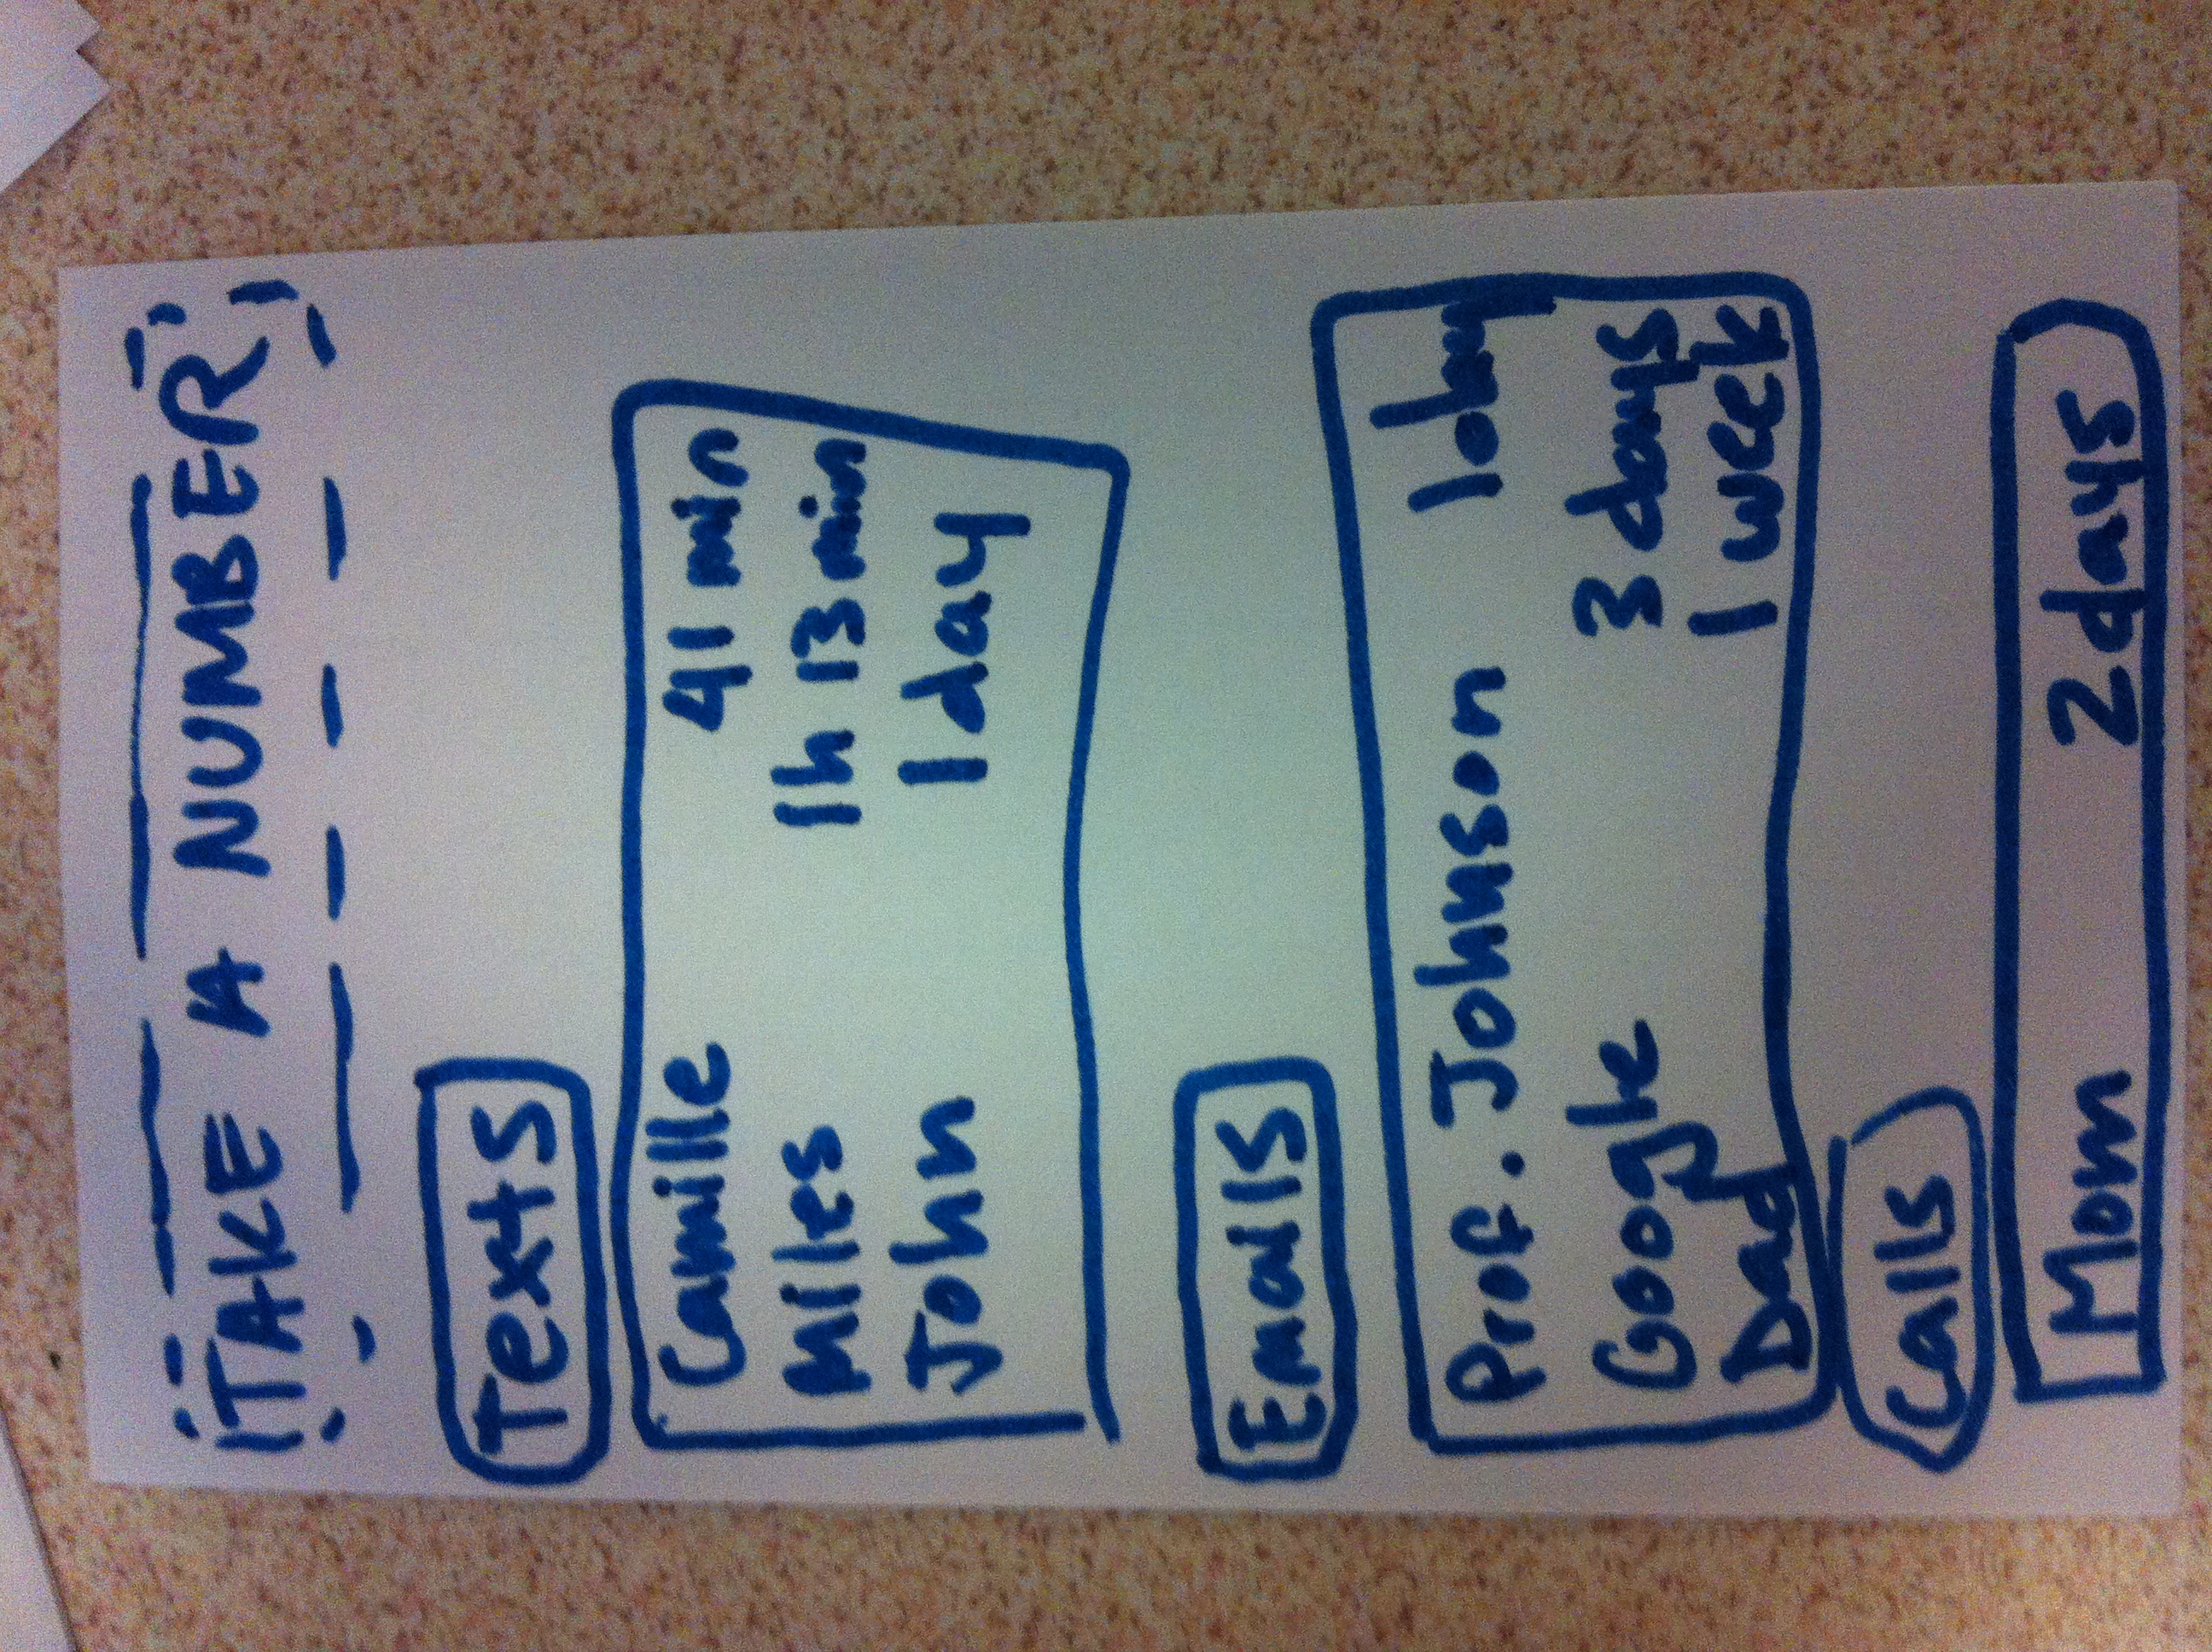 TAKE A NUMBER
Texts
Camille 41 min
Miles 1h 13 min
John 1 day
Emails
Prof. Johnson 1 day
Google 3 days
Dad 1 week
Calls
Mom 2 days